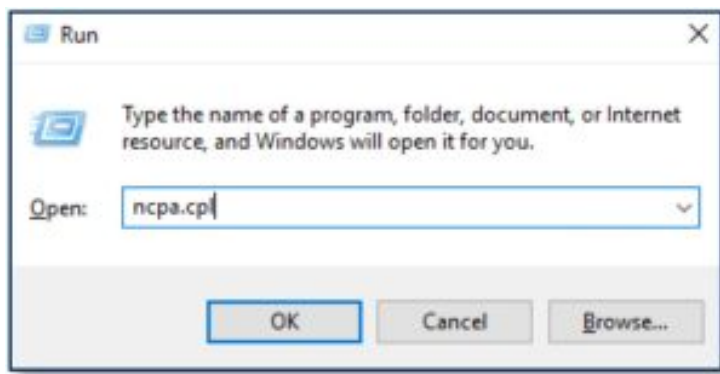 Run
Type the name of a program, folder, document, or Internet
resource, and Windows will open it for you.
Open: ncpa.cpl
OK Cancel Browse...